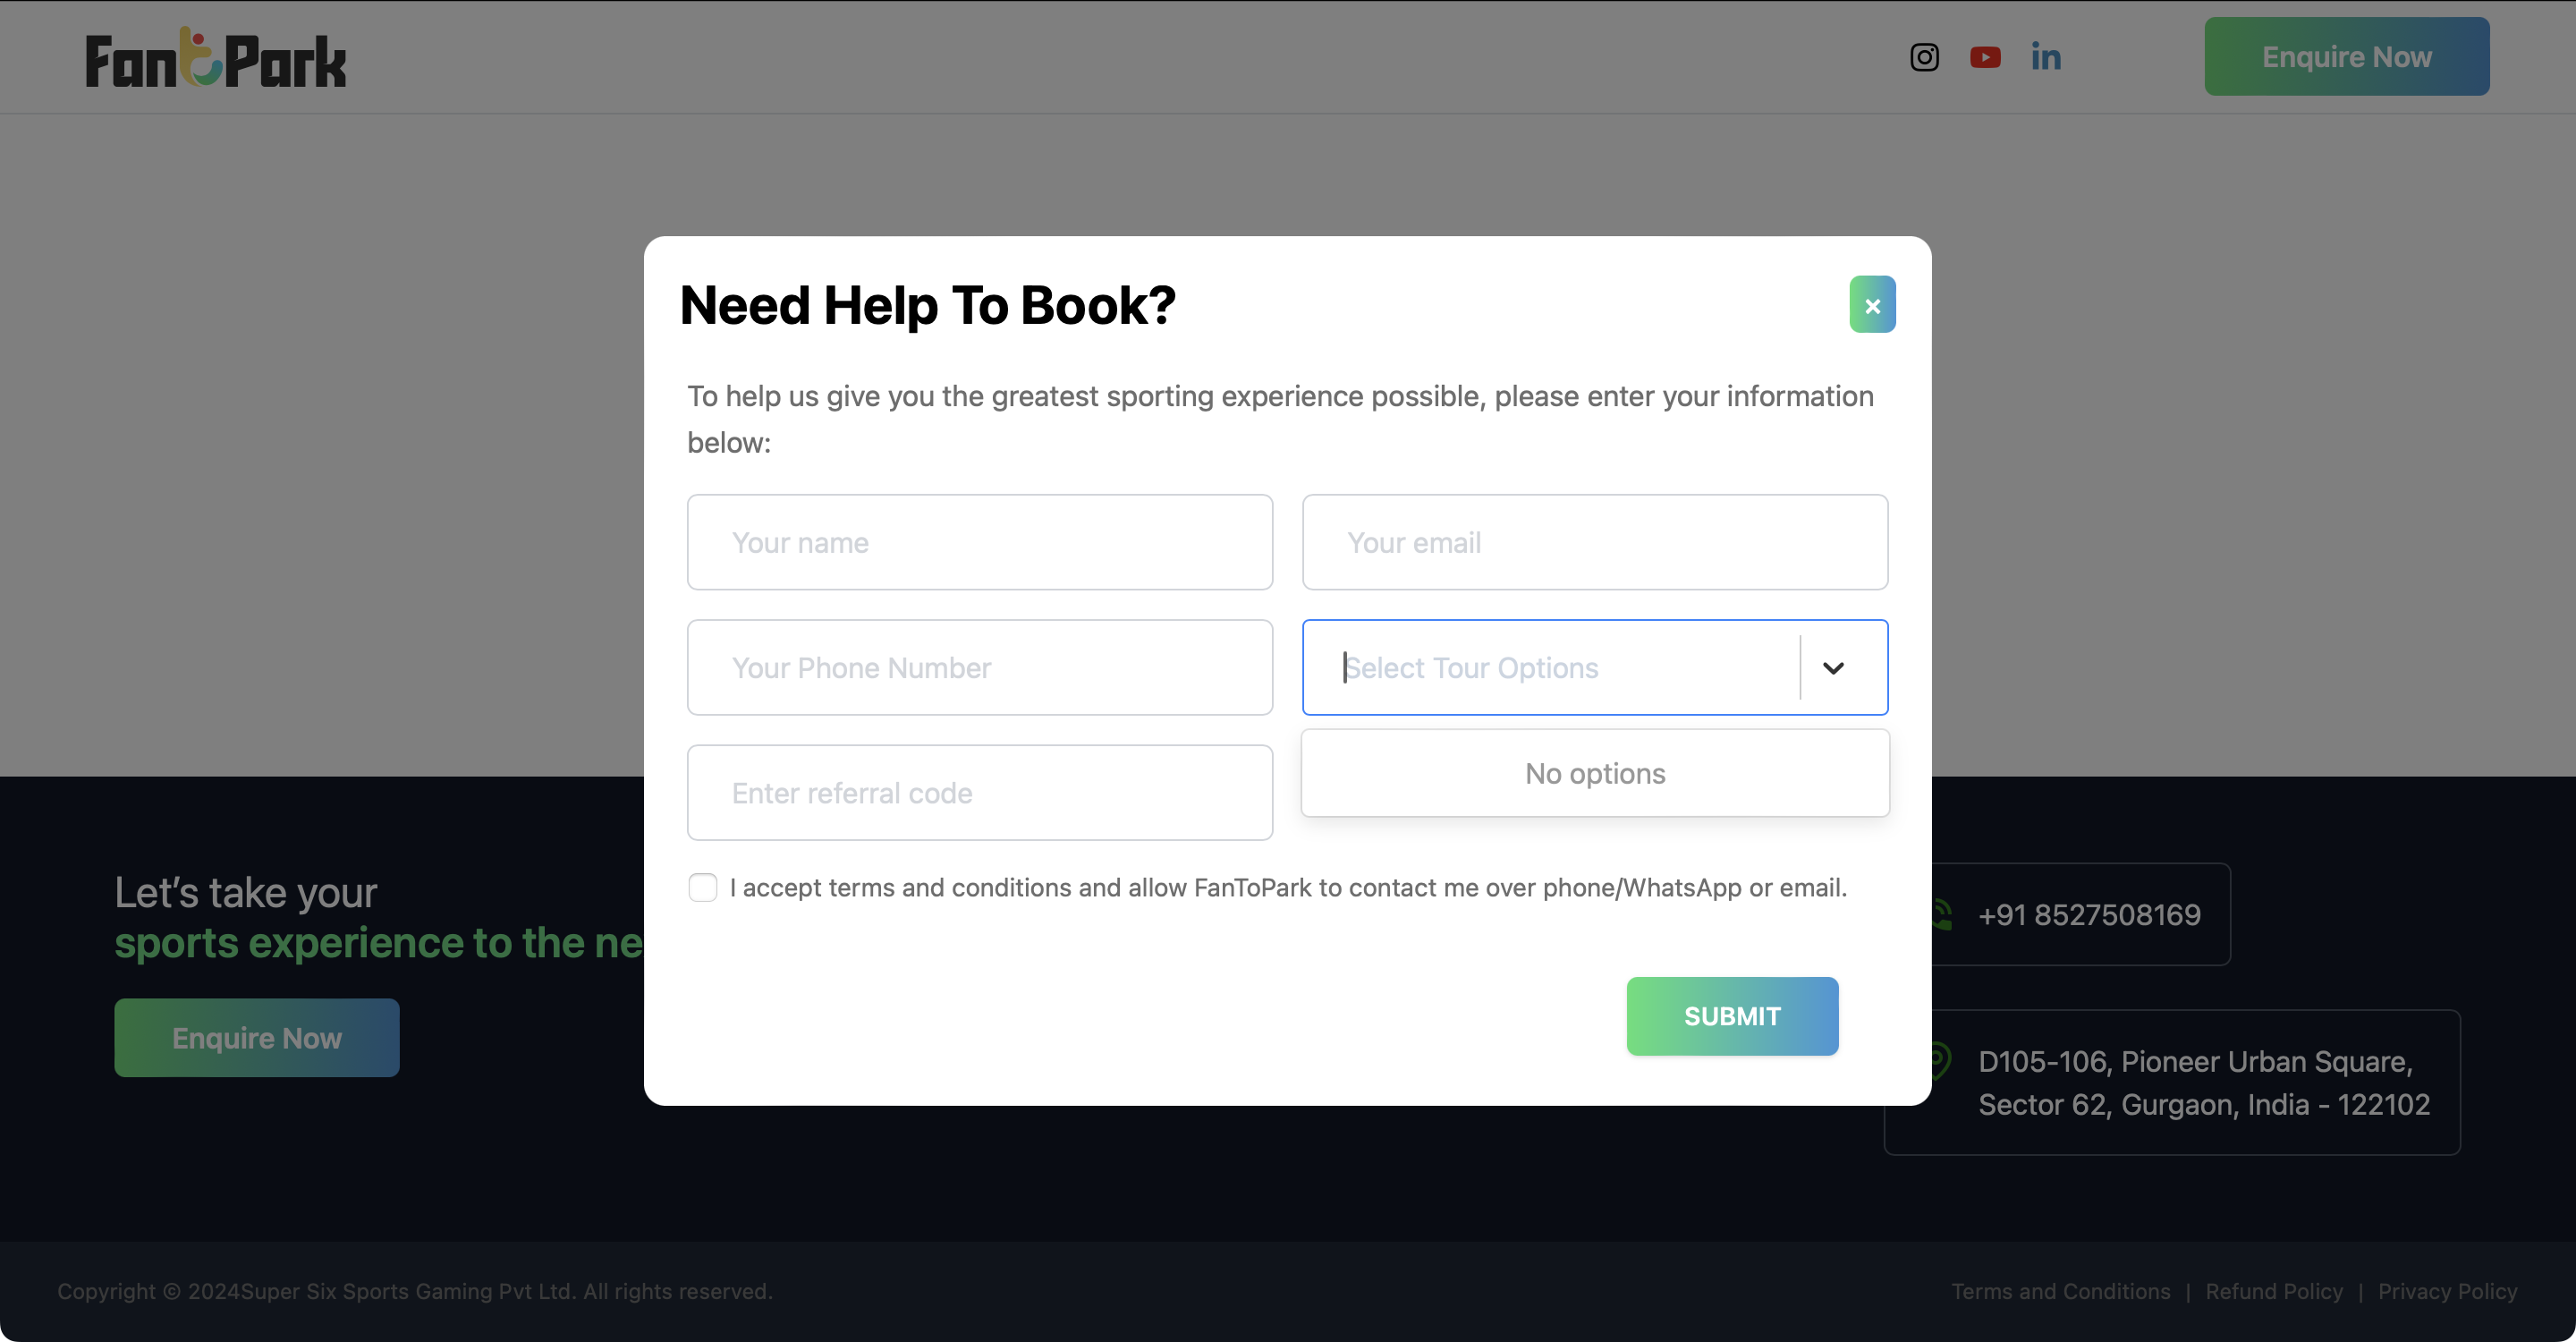 FantoPark
Enquire Now
Need Help To Book?
×
To help us give you the greatest sporting experience possible, please enter your information
below:
Your name
Your email
Your Phone Number
Select Tour Options
Enter referral code
No options
I accept terms and conditions and allow FanToPark to contact me over phone/WhatsApp or email.
SUBMIT
Let’s take your
sports experience to the ne
Enquire Now
+91 8527508169
D105-106, Pioneer Urban Square,
Sector 62, Gurgaon, India - 122102
Copyright © 2024Super Six Sports Gaming Pvt Ltd. All rights reserved.
Terms and Conditions | Refund Policy | Privacy Policy